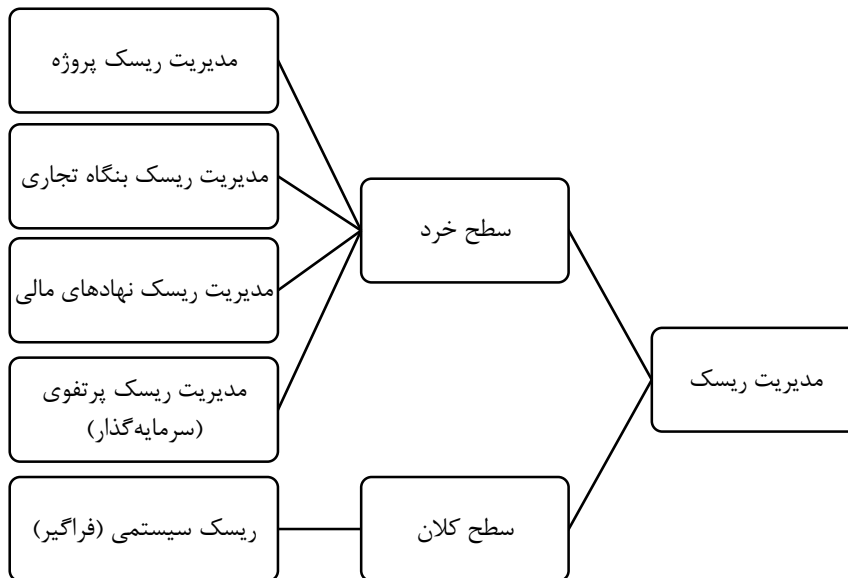 مدیریت ریسک
سطح خرد
مدیریت ریسک پروژه
مدیریت ریسک بنگاه تجاری
مدیریت ریسک نهادهای مالی
مدیریت ریسک پرتفوی
(سرمایه‌گذار)
سطح کلان
ریسک سیستمی (فراگیر)